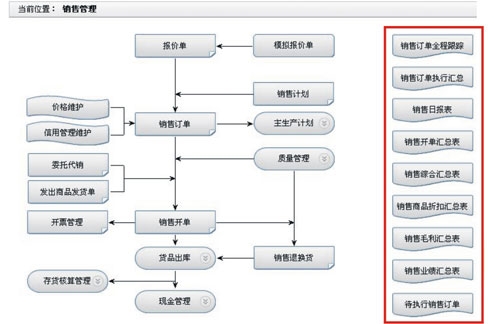 当前位置： 销售管理
报价单
模拟报价单
销售计划
价格维护
信用管理维护
销售订单
主生产计划
质量管理
委托代销
发出商品发货单
开票管理
销售开单
货品出库
销售退换货
存货核算管理
现金管理
销售订单全程跟踪
销售订单执行汇总
销售日报表
销售开单汇总表
销售综合汇总表
销售商品折扣汇总表
销售毛利汇总表
销售业绩汇总表
待执行销售订单